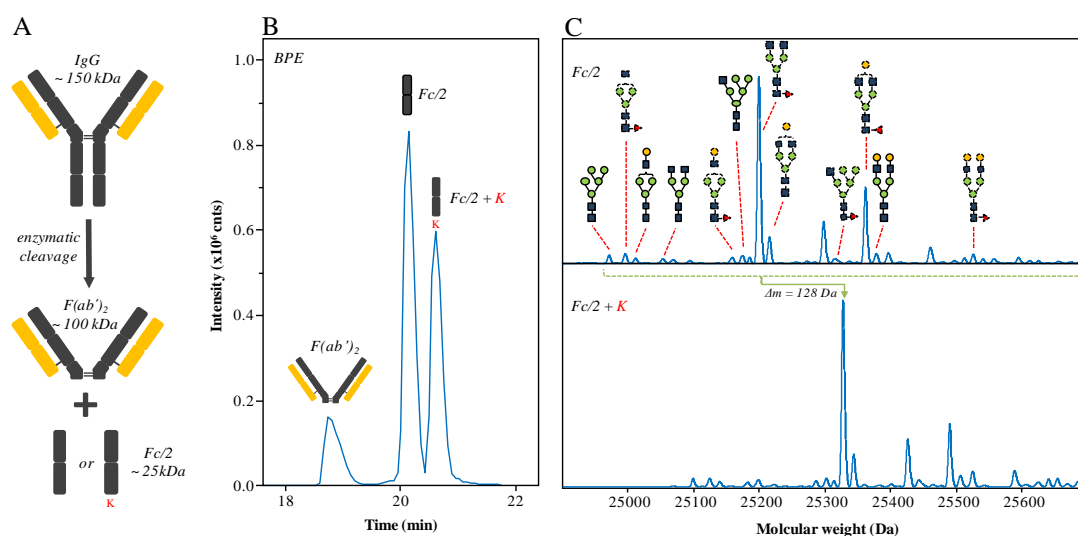 A
IgG
~ 150 kDa
enzymatic
cleavage
F(ab')2
~ 100 kDa
or
Fc/2
~ 25kDa
K
B
BPE
Intensity (x10⁶ cnts)
1.0
0.8
0.6
0.4
0.2
0.0
Fc/2
Fc/2 + K
K
F(ab')2
18
20
22
Time (min)
C
Fc/2
Δm = 128 Da
Fc/2 + K
25000
25100
25200
25300
25400
25500
25600
Molcular weight (Da)